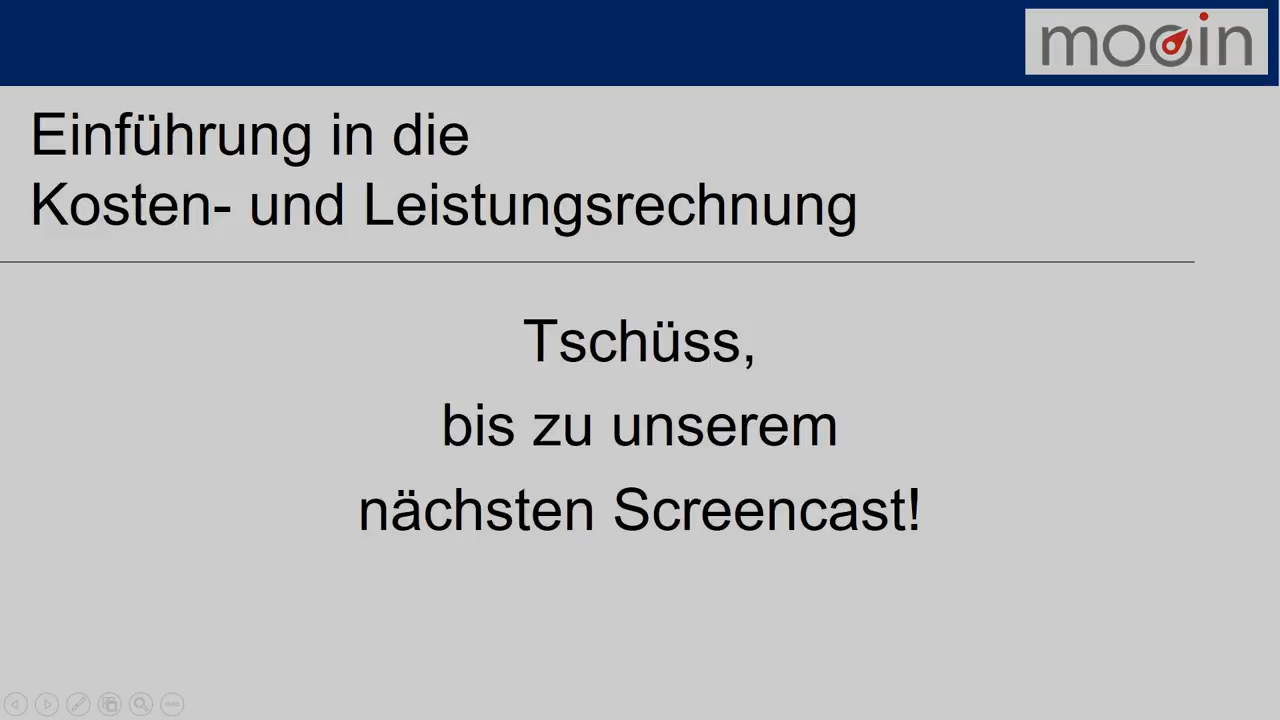 mooin
Einführung in die
Kosten- und Leistungsrechnung
Tschüss,
bis zu unserem
nächsten Screencast!